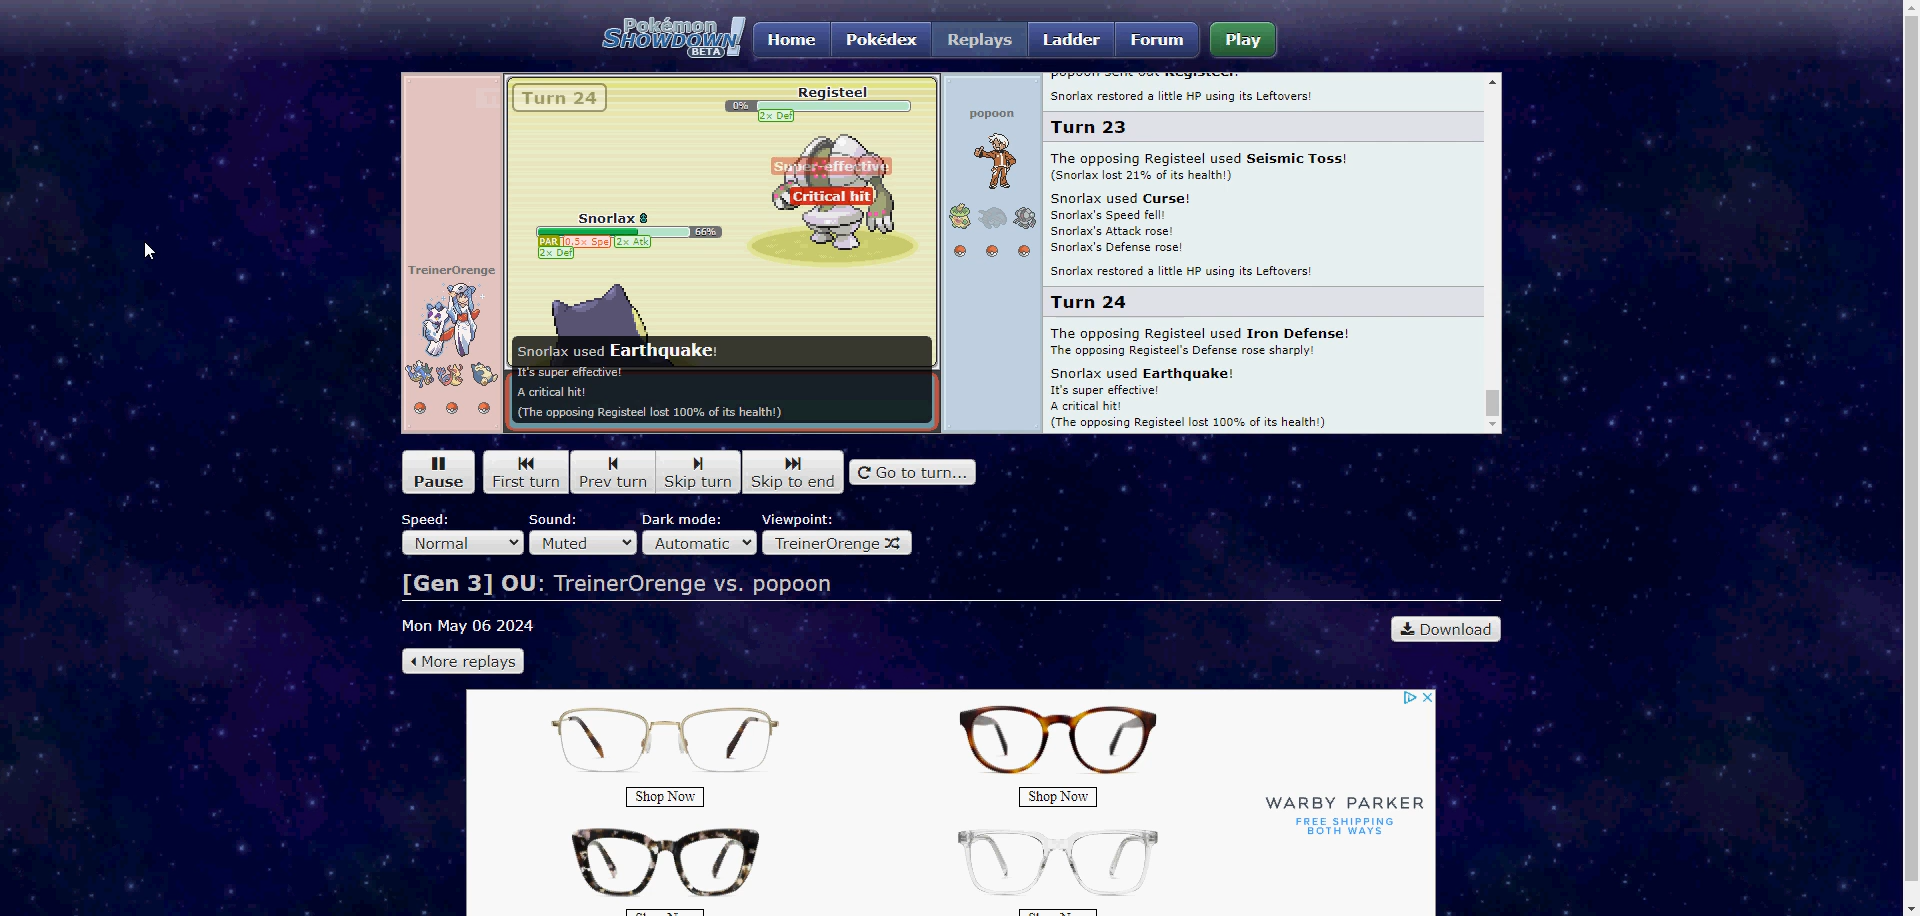 Pokémon
SHOWDOWN!
BETA
Home
Pokédex
Replays
Ladder
Forum
Play
Turn 24
Registeel
0%
2× Def
Super-effective
Critical hit
Snorlax
66%
PAR 0.5× Spe 2× Atk
2× Def
Snorlax used Earthquake!
It's super effective!
A critical hit!
(The opposing Registeel lost 100% of its health!)
TreinerOrenge
popoon
popoon sent out Registeel!
Snorlax restored a little HP using its Leftovers!
Turn 23
The opposing Registeel used Seismic Toss!
(Snorlax lost 21% of its health!)
Snorlax used Curse!
Snorlax's Speed fell!
Snorlax's Attack rose!
Snorlax's Defense rose!
Snorlax restored a little HP using its Leftovers!
Turn 24
The opposing Registeel used Iron Defense!
The opposing Registeel's Defense rose sharply!
Snorlax used Earthquake!
It's super effective!
A critical hit!
(The opposing Registeel lost 100% of its health!)
Pause
First turn
Prev turn
Skip turn
Skip to end
Go to turn...
Speed:
Sound:
Dark mode:
Viewpoint:
Normal
Muted
Automatic
TreinerOrenge
[Gen 3] OU: TreinerOrenge vs. popoon
Mon May 06 2024
Download
More replays
Shop Now
Shop Now
WARBY PARKER
FREE SHIPPING
BOTH WAYS